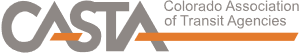 CASTA
Colorado Association
of Transit Agencies